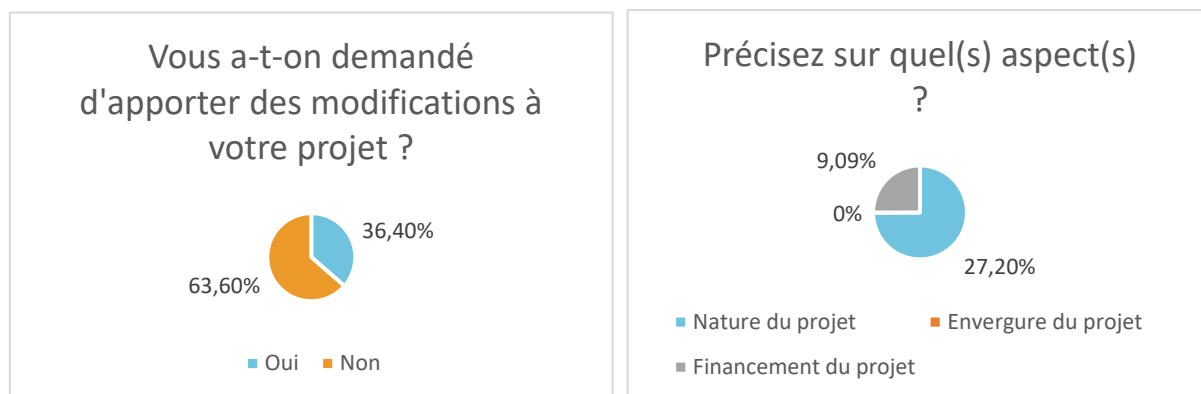 Vous a-t-on demandé
d'apporter des modifications à
votre projet ?
36,40%
63,60%
Oui Non
Précisez sur quel(s) aspect(s)
?
9,09%
0%
27,20%
Nature du projet Envergure du projet
Financement du projet